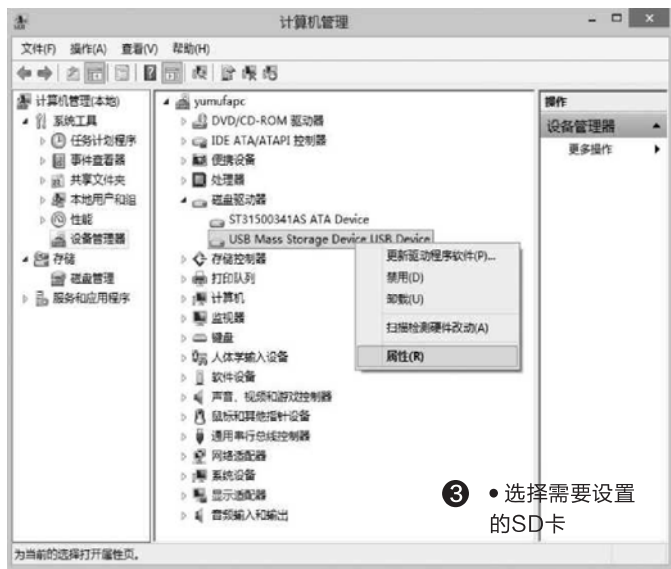 计算机管理
文件(F) 操作(A) 查看(V) 帮助(H)
计算机管理(本地)
系统工具
任务计划程序
事件查看器
共享文件夹
本地用户和组
性能
设备管理器
存储
磁盘管理
服务和应用程序
yumufapc
DVD/CD-ROM 驱动器
IDE ATA/ATAPI 控制器
便携设备
处理器
磁盘驱动器
ST31500341AS ATA Device
USB Mass Storage Device USB Device
存储控制器
打印队列
计算机
监视器
键盘
人体学输入设备
软件设备
声音、视频和游戏控制器
鼠标和其他指针设备
通用串行总线控制器
网络适配器
系统设备
显示适配器
音频输入和输出
更新驱动程序软件(P)...
禁用(D)
卸载(U)
扫描检测硬件改动(A)
属性(R)
操作
设备管理器
更多操作
3 •选择需要设置
的SD卡
为当前的选择打开属性页。